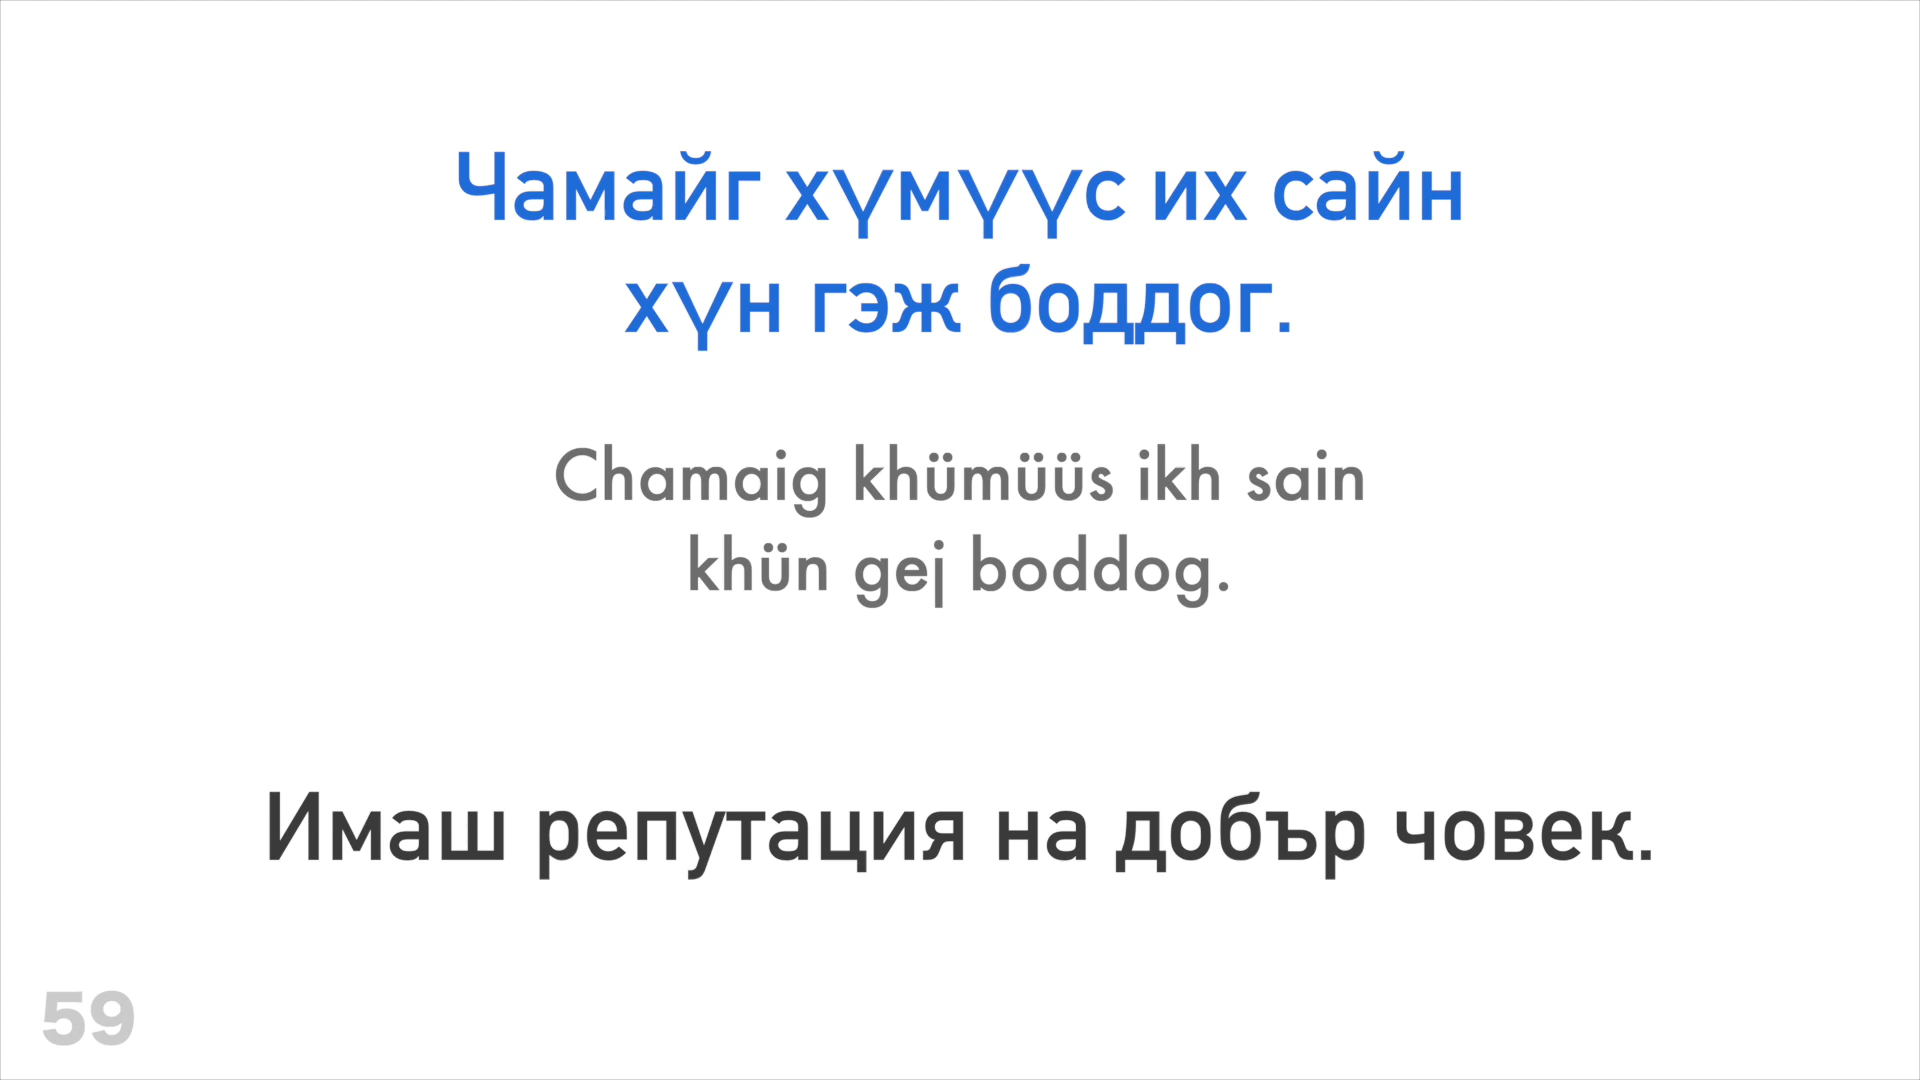 Чамайг хүмүүс их сайн
хүн гэж боддог.
Chamaig khümüüs ikh sain
khün gej boddog.
Имаш репутация на добър човек.
59